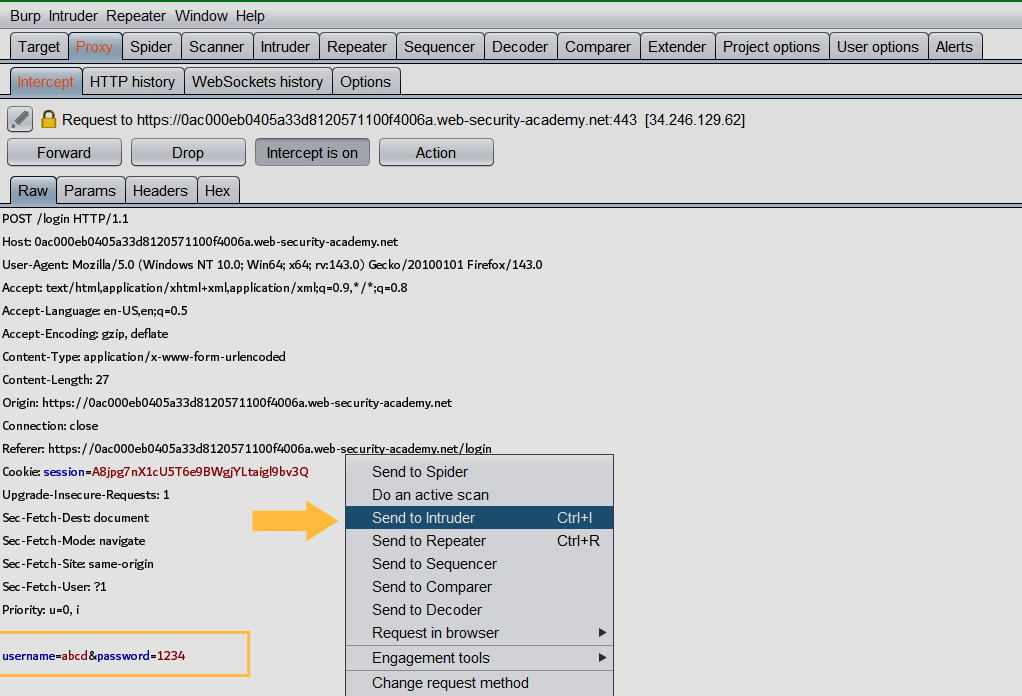 Burp Intruder Repeater Window Help
Target Proxy Spider Scanner Intruder Repeater Sequencer Decoder Comparer Extender Project options User options Alerts
Intercept HTTP history WebSockets history Options
Request to https://0ac000eb0405a33d8120571100f4006a.web-security-academy.net:443 [34.246.129.62]
Forward Drop Intercept is on Action
Raw Params Headers Hex
POST /login HTTP/1.1
Host: 0ac000eb0405a33d8120571100f4006a.web-security-academy.net
User-Agent: Mozilla/5.0 (Windows NT 10.0; Win64; x64; rv:143.0) Gecko/20100101 Firefox/143.0
Accept: text/html,application/xhtml+xml,application/xml;q=0.9,*/*;q=0.8
Accept-Language: en-US,en;q=0.5
Accept-Encoding: gzip, deflate
Content-Type: application/x-www-form-urlencoded
Content-Length: 27
Origin: https://0ac000eb0405a33d8120571100f4006a.web-security-academy.net
Connection: close
Referer: https://0ac000eb0405a33d8120571100f4006a.web-security-academy.net/login
Cookie: session=A8jpg7nX1cU5T6e9BWgjYLtaigl9bv3Q
Upgrade-Insecure-Requests: 1
Sec-Fetch-Dest: document
Sec-Fetch-Mode: navigate
Sec-Fetch-Site: same-origin
Sec-Fetch-User: ?1
Priority: u=0, i
username=abcd&password=1234
Send to Spider
Do an active scan
Send to Intruder Ctrl+I
Send to Repeater Ctrl+R
Send to Sequencer
Send to Comparer
Send to Decoder
Request in browser
Engagement tools
Change request method